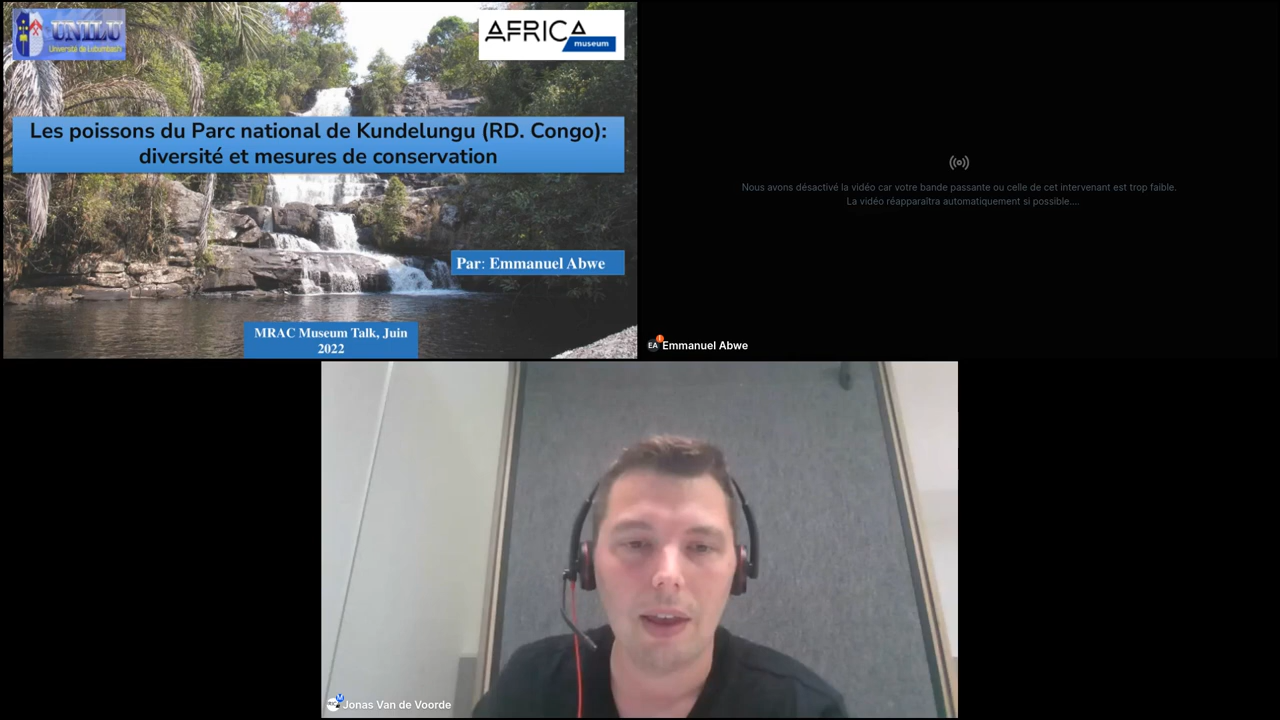 UNILU
Université de Lubumbashi
AFRICA
museum
Les poissons du Parc national de Kundelungu (RD. Congo):
diversité et mesures de conservation
Par: Emmanuel Abwe
MRAC Museum Talk, Juin
2022
Nous avons désactivé la vidéo car votre bande passante ou celle de cet intervenant est trop faible.
La vidéo réapparaîtra automatiquement si possible....
EA
Emmanuel Abwe
M
Jonas Van de Voorde